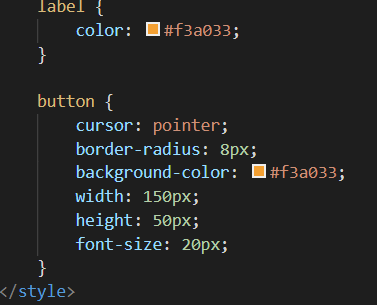 label {
color: #f3a033;
}
button {
cursor: pointer;
border-radius: 8px;
background-color: #f3a033;
width: 150px;
height: 50px;
font-size: 20px;
}
</style>